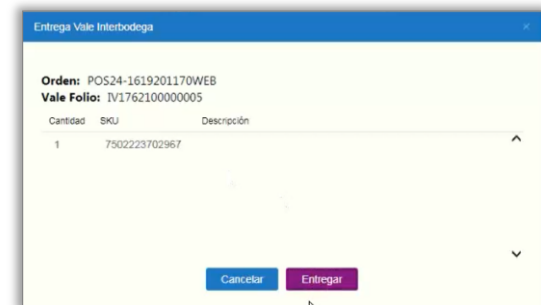 Entrega Vale Interbodega
Orden: POS24-1619201170WEB
Vale Folio: IV1762100000005
Cantidad SKU Descripción
1 7502223702967
Cancelar Entregar